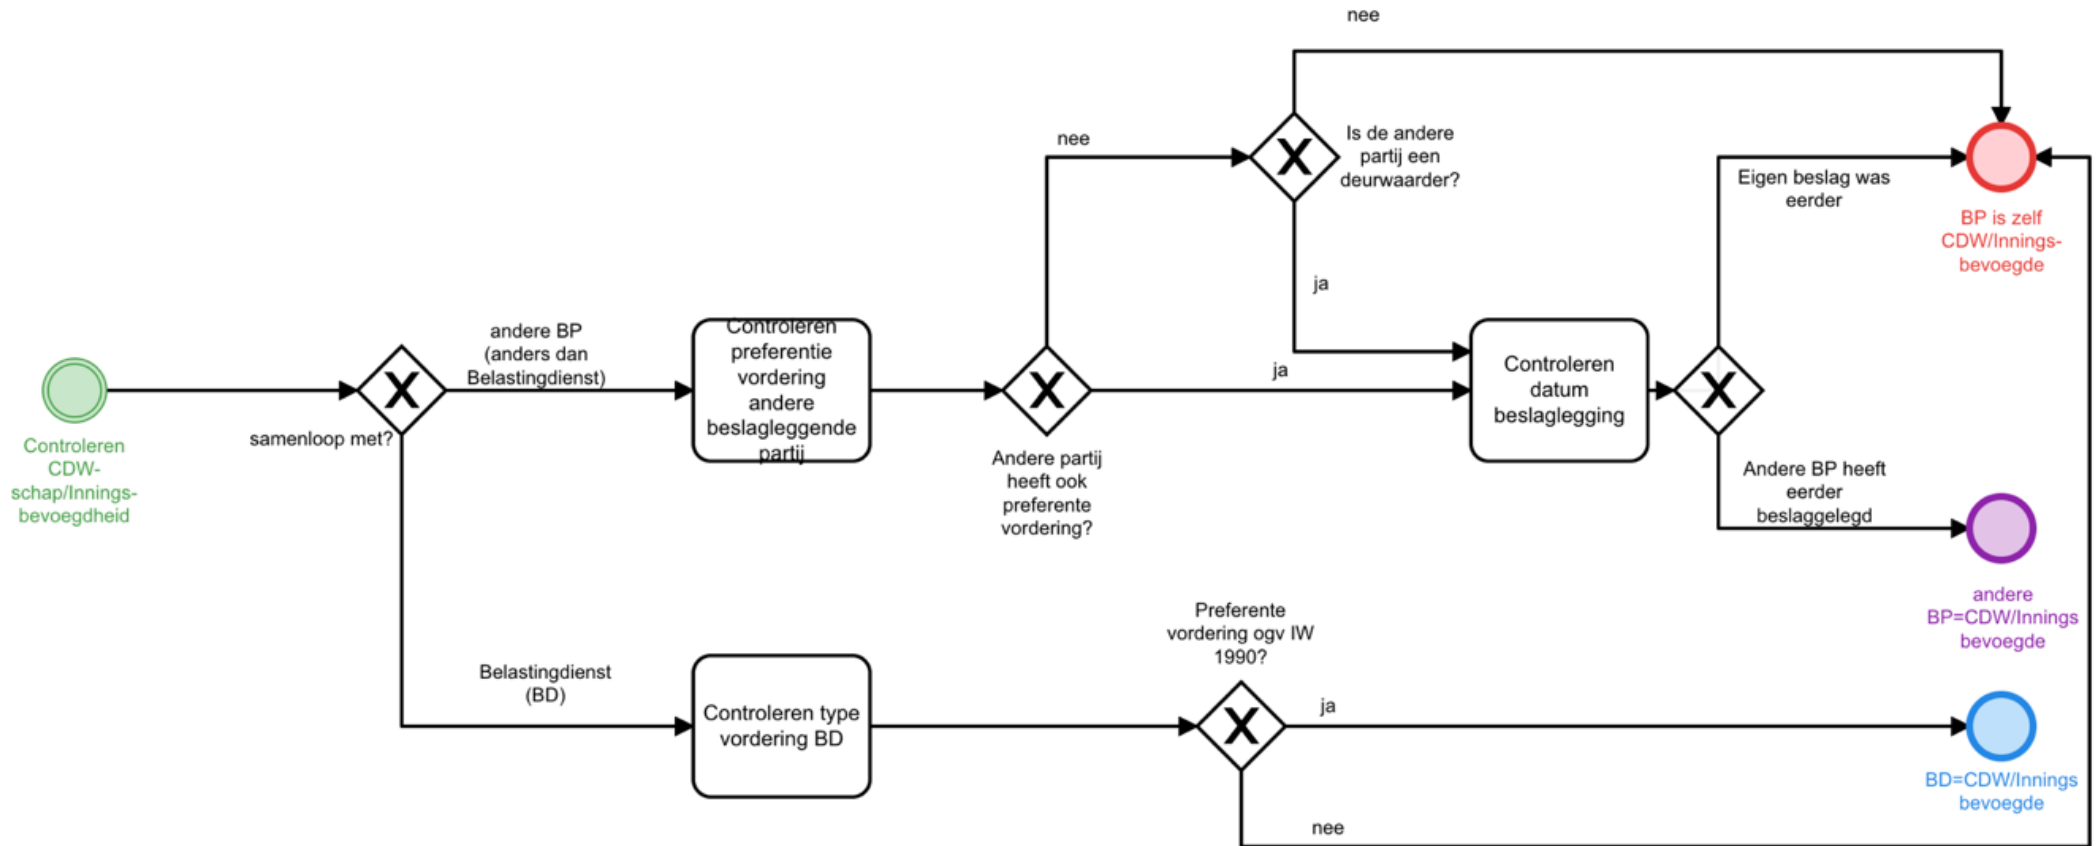 nee
Is de andere
partij een
deurwaarder?
nee
Eigen beslag was
eerder
BP is zelf
CDW/Innings-
bevoegde
ja
andere BP
(anders dan
Belastingdienst)
Controleren
preferentie
vordering
andere
beslagleggende
partij
ja
Controleren
datum
beslaglegging
samenloop met?
Controleren
CDW-
schap/Innings-
bevoegdheid
Andere partij
heeft ook
preferente
vordering?
Andere BP heeft
eerder
beslaggelegd
andere
BP=CDW/Innings
bevoegde
Preferente
vordering ogv IW
1990?
Belastingdienst
(BD)
Controleren type
vordering BD
ja
BD=CDW/Innings
bevoegde
nee